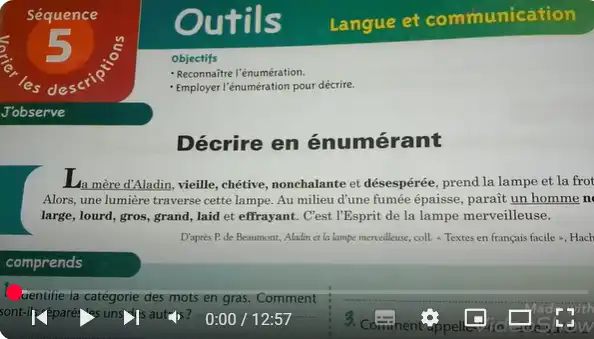 Séquence
5
Varier les descriptions
Outils
Langue et communication
Objectifs
• Reconnaître l'énumération.
• Employer l'énumération pour décrire.
J'observe
Décrire en énumérant
La mère d'Aladin, vieille, chétive, nonchalante et désespérée, prend la lampe et la frot
Alors, une lumière traverse cette lampe. Au milieu d'une fumée épaisse, paraît un homme
large, lourd, gros, grand, laid et effrayant. C'est l'Esprit de la lampe merveilleuse.
D'après P. de Beaumont, Aladin et la lampe merveilleuse, coll. « Textes en français facile », Hach
comprends
Identifie la catégorie des mots en gras. Comment
sont-ils séparés les uns des autres ?
3. Comment appelle
Made with
VideoShow
0:00 / 12:57